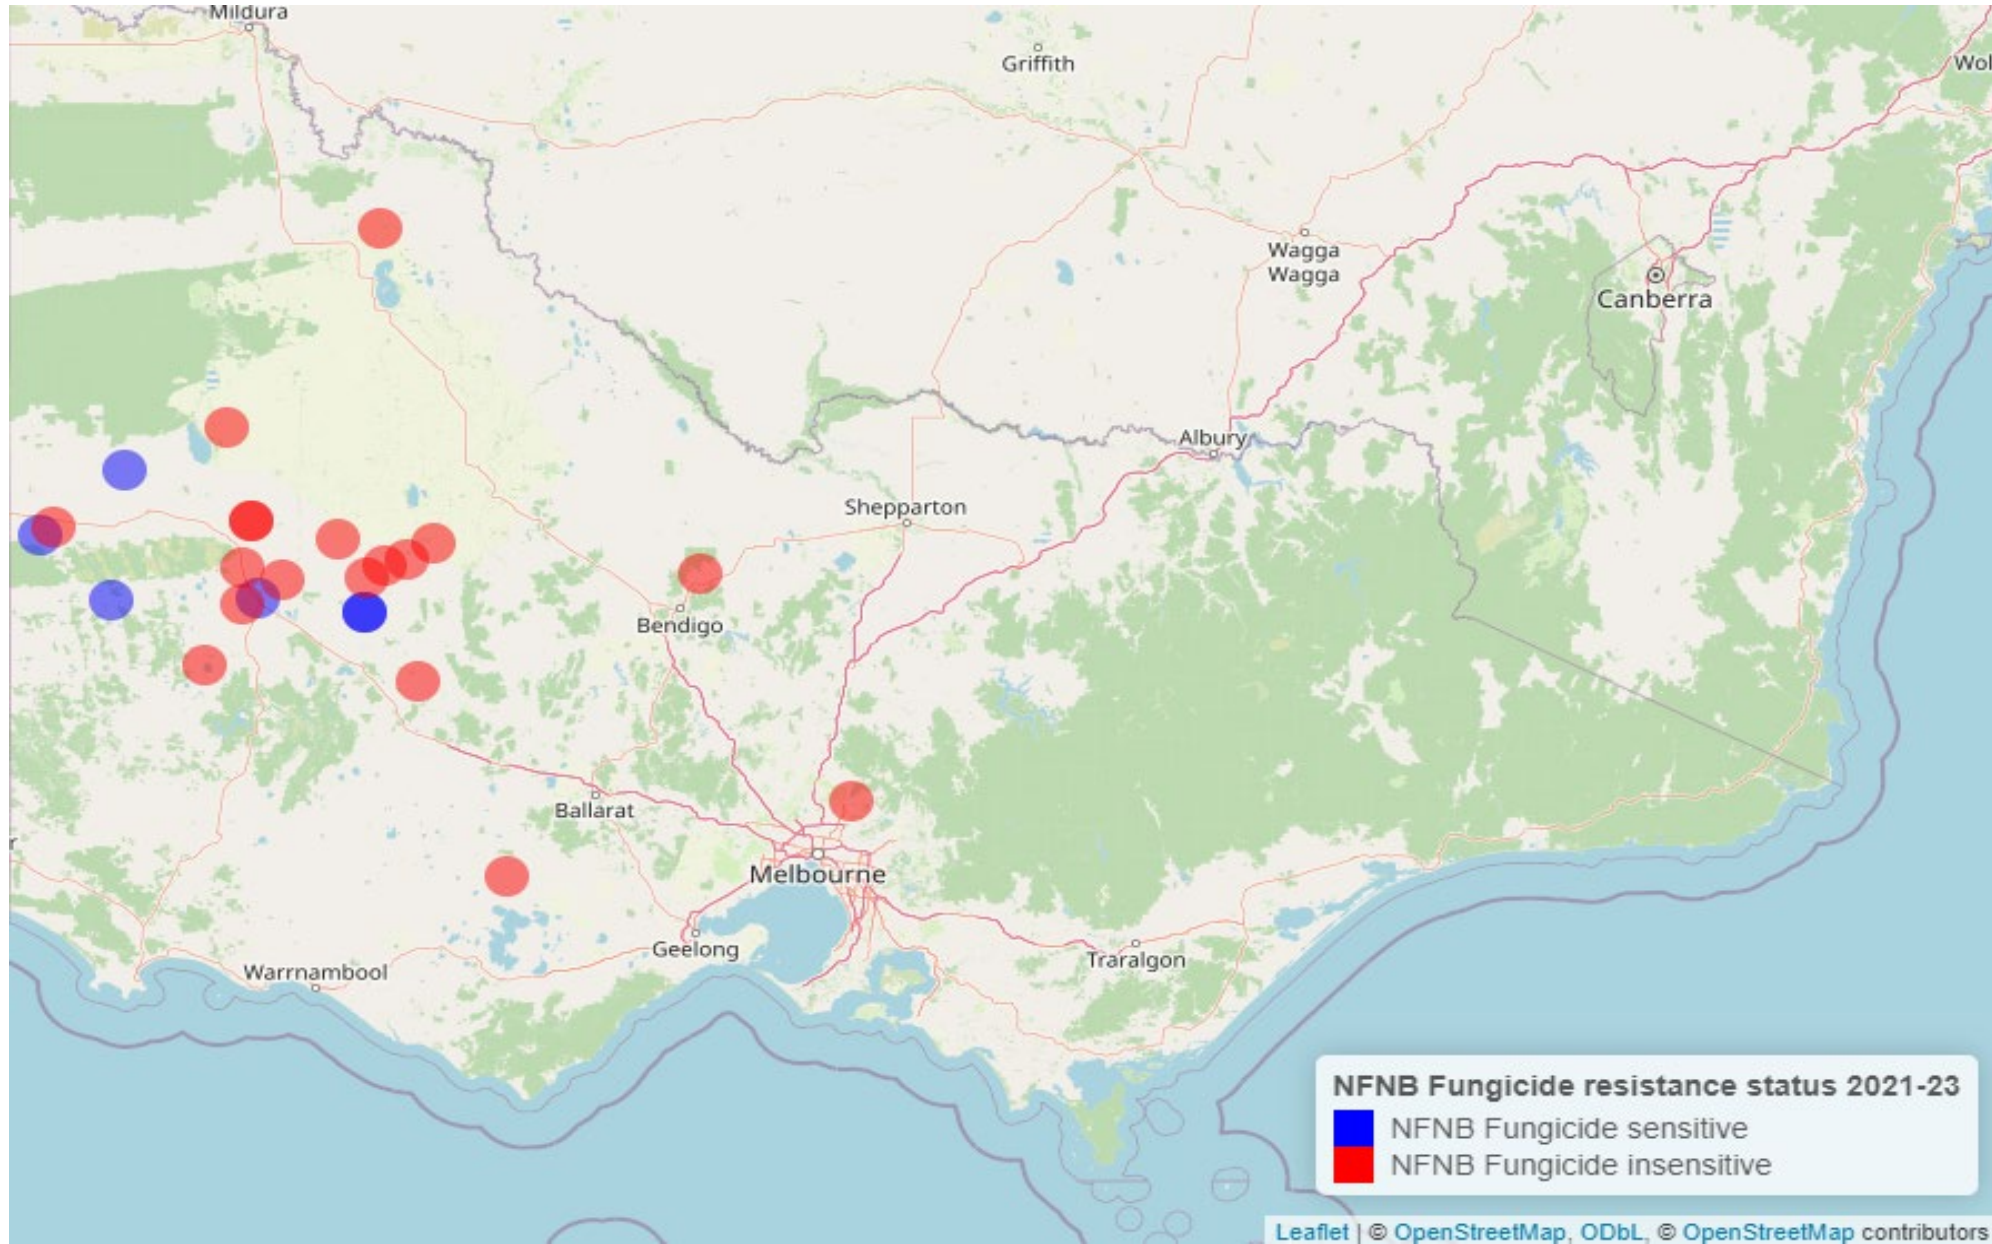 Mildura
Griffith
Wol
Wagga
Wagga
Canberra
Albury
Shepparton
Bendigo
Ballarat
Melbourne
Geelong
Traralgon
Warrnambool
r
NFNB Fungicide resistance status 2021-23
NFNB Fungicide sensitive
NFNB Fungicide insensitive
Leaflet | © OpenStreetMap, ODbL, © OpenStreetMap contributors